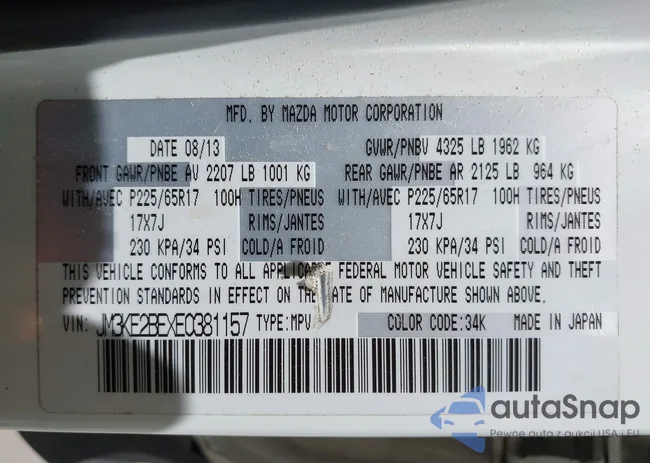 MFD. BY MAZDA MOTOR CORPORATION
DATE 08/13 GVWR/PNBV 4325 LB 1962 KG
FRONT GAWR/PNBE AV 2207 LB 1001 KG REAR GAWR/PNBE AR 2125 LB 964 KG
WITH/AVEC P225/65R17 100H TIRES/PNEUS WITH/AVEC P225/65R17 100H TIRES/PNEUS
17X7J RIMS/JANTES 17X7J RIMS/JANTES
230 KPA/34 PSI COLD/A FROID 230 KPA/34 PSI COLD/A FROID
THIS VEHICLE CONFORMS TO ALL APPLICABLE FEDERAL MOTOR VEHICLE SAFETY AND THEFT
PREVENTION STANDARDS IN EFFECT ON THE DATE OF MANUFACTURE SHOWN ABOVE.
VIN: JM3KE2BEXE0381157 TYPE:MPV COLOR CODE:34K MADE IN JAPAN
autaSnap
Pewne auta z aukcji USA i EU